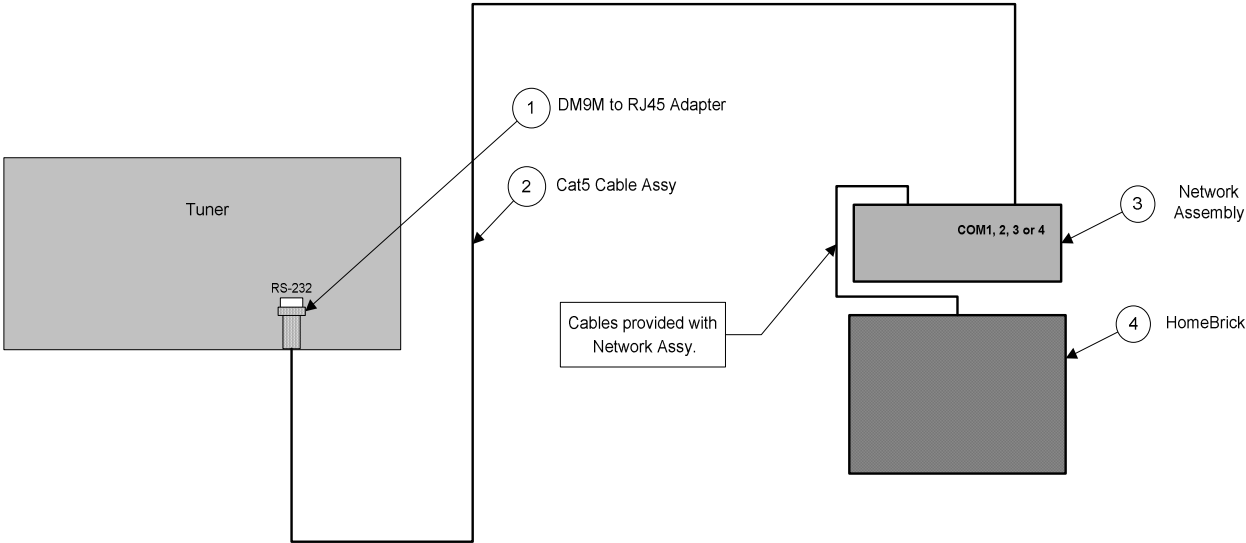 1 DM9M to RJ45 Adapter
2 Cat5 Cable Assy
Tuner
RS-232
3 Network
Assembly
COM1, 2, 3 or 4
Cables provided with
Network Assy.
4 HomeBrick